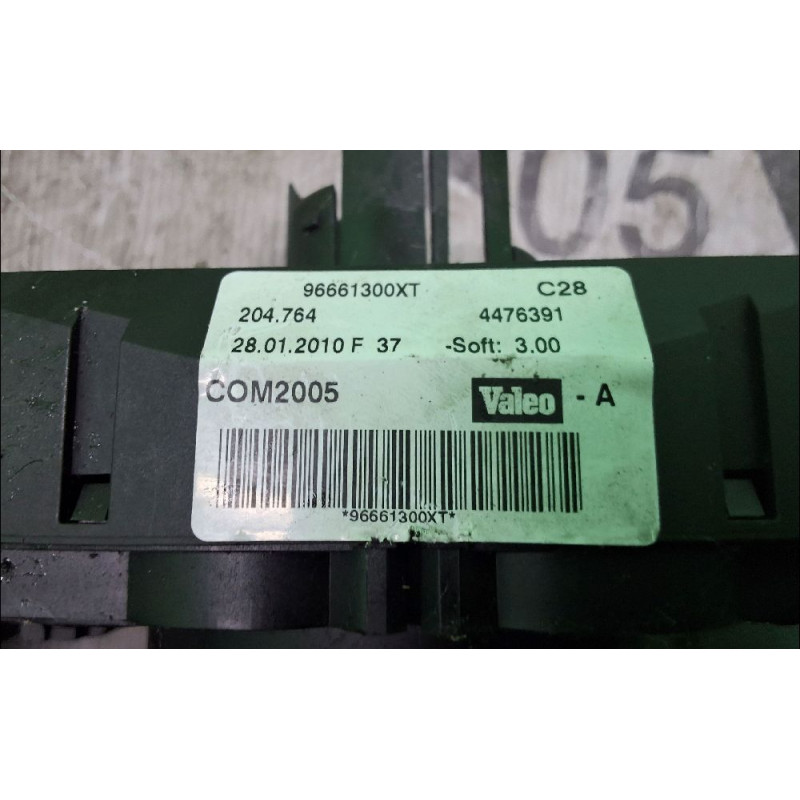 05
96661300XT C28
204.764 4476391
28.01.2010 F 37 -Soft: 3.00
COM2005 Valeo - A
*96661300XT*